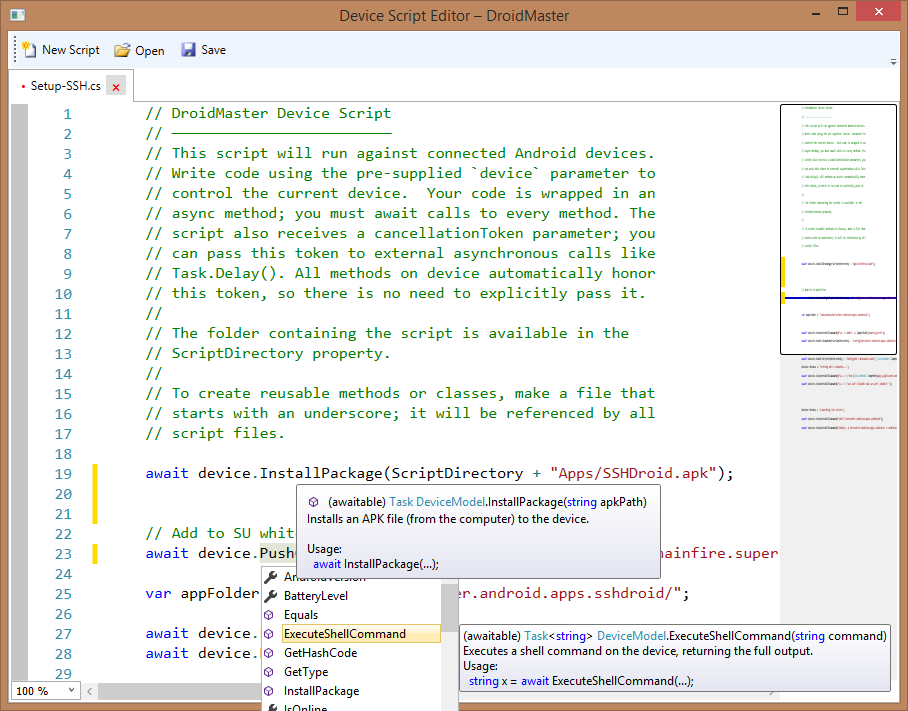 Device Script Editor – DroidMaster
New Script Open Save
Setup-SSH.cs
1 // DroidMaster Device Script
2 // ─────────────────────────
3 // This script will run against connected Android devices.
4 // Write code using the pre-supplied `device` parameter to
5 // control the current device.  Your code is wrapped in an
6 // async method; you must await calls to every method. The
7 // script also receives a cancellationToken parameter; you
8 // can pass this token to external asynchronous calls like
9 // Task.Delay(). All methods on device automatically honor
10 // this token, so there is no need to explicitly pass it.
11 //
12 // The folder containing the script is available in the
13 // ScriptDirectory property.
14 //
15 // To create reusable methods or classes, make a file that
16 // starts with an underscore; it will be referenced by all
17 // script files.
18
19 await device.InstallPackage(ScriptDirectory + "Apps/SSHDroid.apk");
20
21
(awaitable) Task DeviceModel.InstallPackage(string apkPath)
Installs an APK file (from the computer) to the device.
Usage:
await InstallPackage(...);
22 // Add to SU whit
23 await device.Push ainfire.super
24
25 var appFolder er.android.apps.sshdroid/";
26
27 await device.
28 await device.
29
AndroidVersion
BatteryLevel
Equals
ExecuteShellCommand
GetHashCode
GetType
InstallPackage
IsOnline
(awaitable) Task<string> DeviceModel.ExecuteShellCommand(string command)
Executes a shell command on the device, returning the full output.
Usage:
string x = await ExecuteShellCommand(...);
100 %